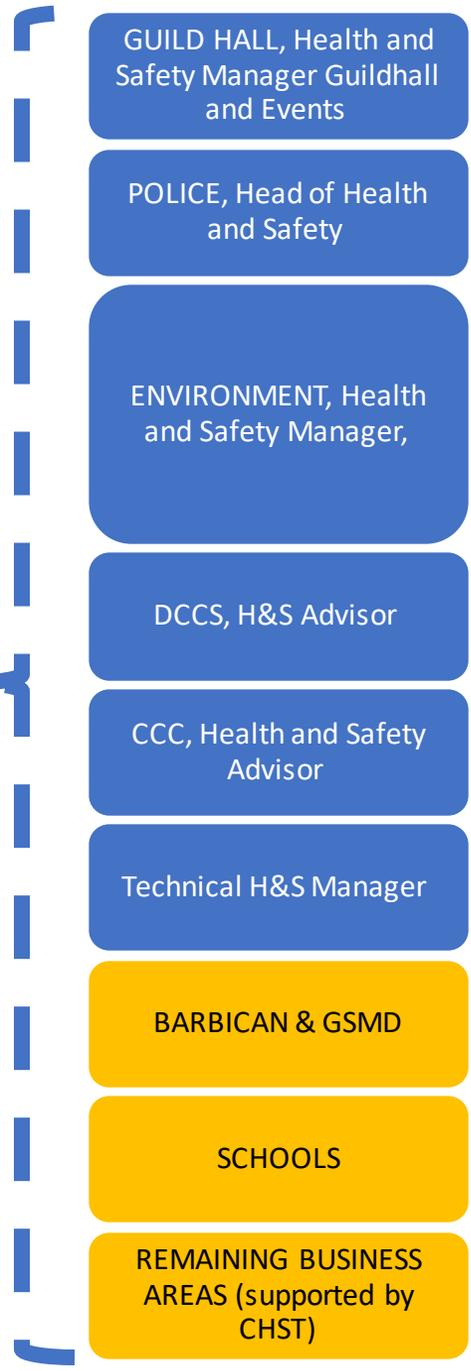 GUILD HALL, Health and
Safety Manager Guildhall
and Events
POLICE, Head of Health
and Safety
ENVIRONMENT, Health
and Safety Manager,
DCCS, H&S Advisor
CCC, Health and Safety
Advisor
Technical H&S Manager
BARBICAN & GSMD
SCHOOLS
REMAINING BUSINESS
AREAS (supported by
CHST)